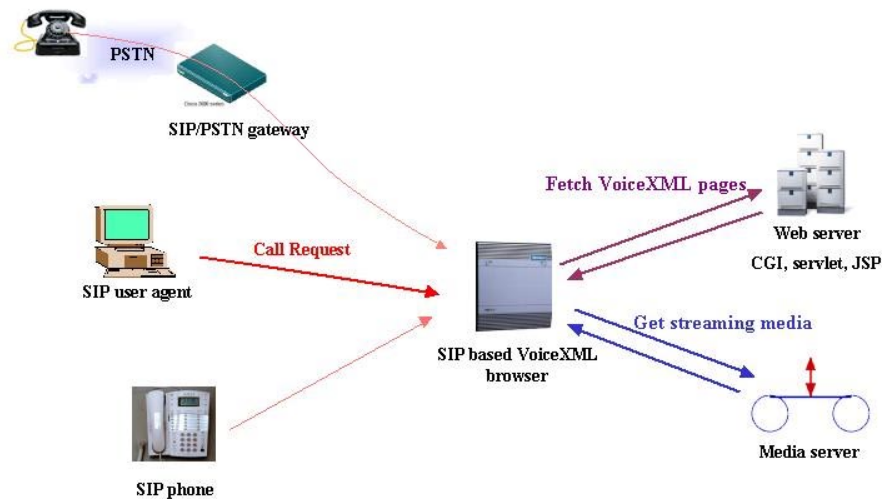 PSTN
SIP/PSTN gateway
Fetch VoiceXML pages
Web server
CGI, servlet, JSP
Call Request
SIP user agent
Get streaming media
SIP based VoiceXML
browser
Media server
SIP phone